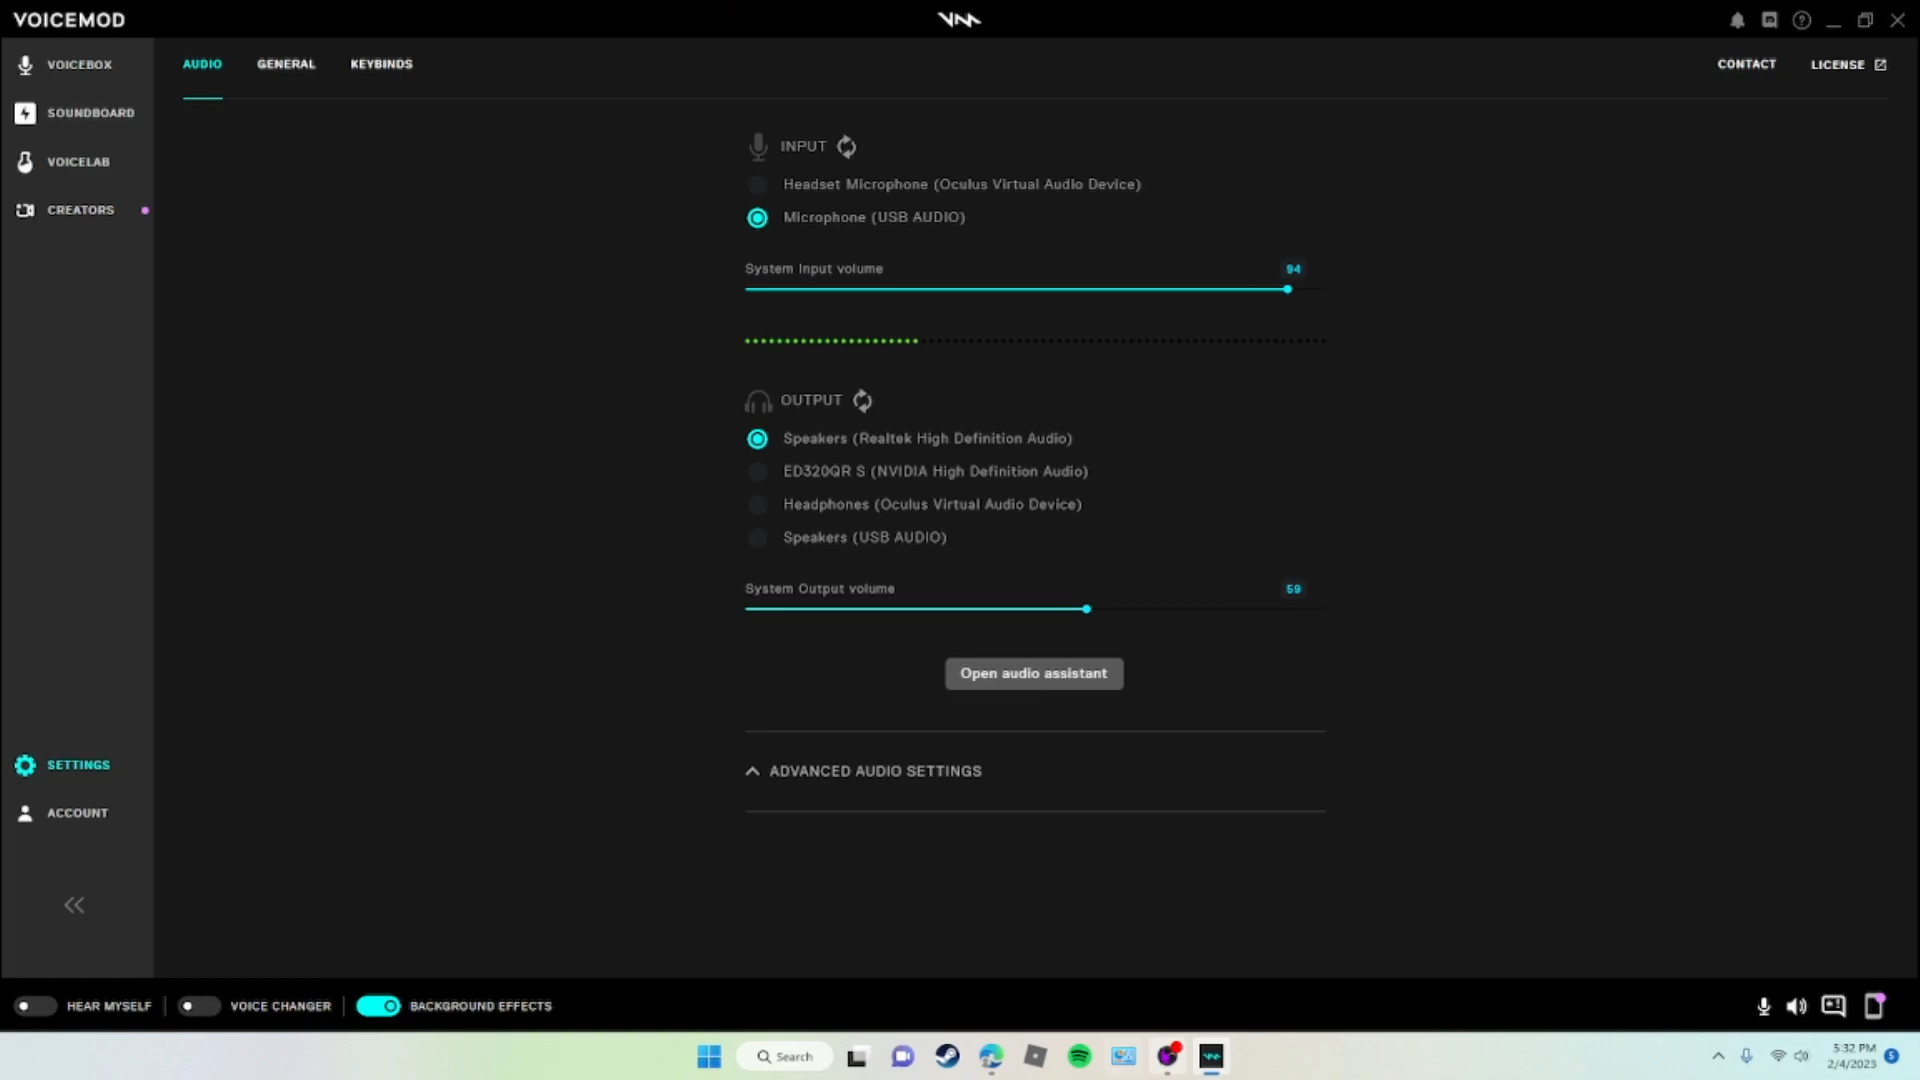 VOICEMOD
VOICEBOX
SOUNDBOARD
VOICELAB
CREATORS
AUDIO GENERAL KEYBINDS CONTACT LICENSE
INPUT
Headset Microphone (Oculus Virtual Audio Device)
Microphone (USB AUDIO)
System Input volume 94
OUTPUT
Speakers (Realtek High Definition Audio)
ED320QR S (NVIDIA High Definition Audio)
Headphones (Oculus Virtual Audio Device)
Speakers (USB AUDIO)
System Output volume 59
Open audio assistant
ADVANCED AUDIO SETTINGS
SETTINGS
ACCOUNT
HEAR MYSELF VOICE CHANGER BACKGROUND EFFECTS
Search
5:32 PM
2/4/2023
5